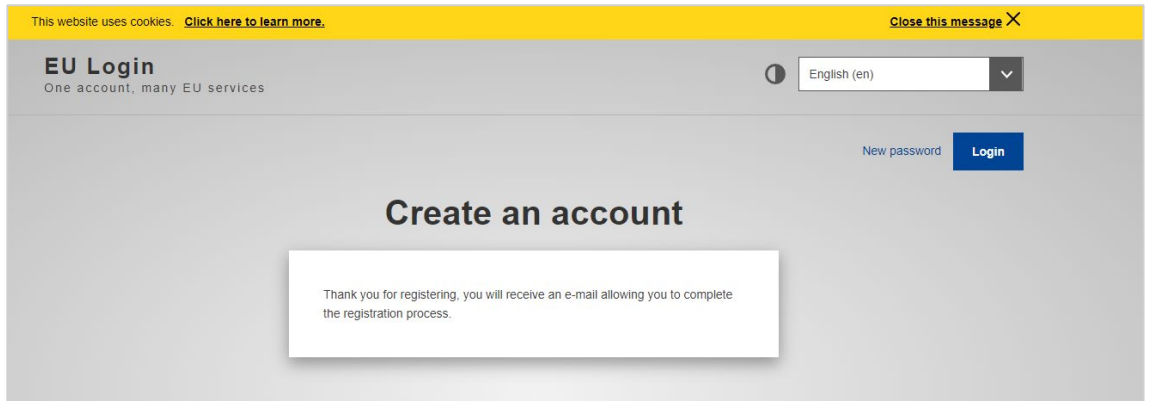 This website uses cookies. Click here to learn more. Close this message
EU Login
One account, many EU services
English (en)
New password Login
Create an account
Thank you for registering, you will receive an e-mail allowing you to complete
the registration process.